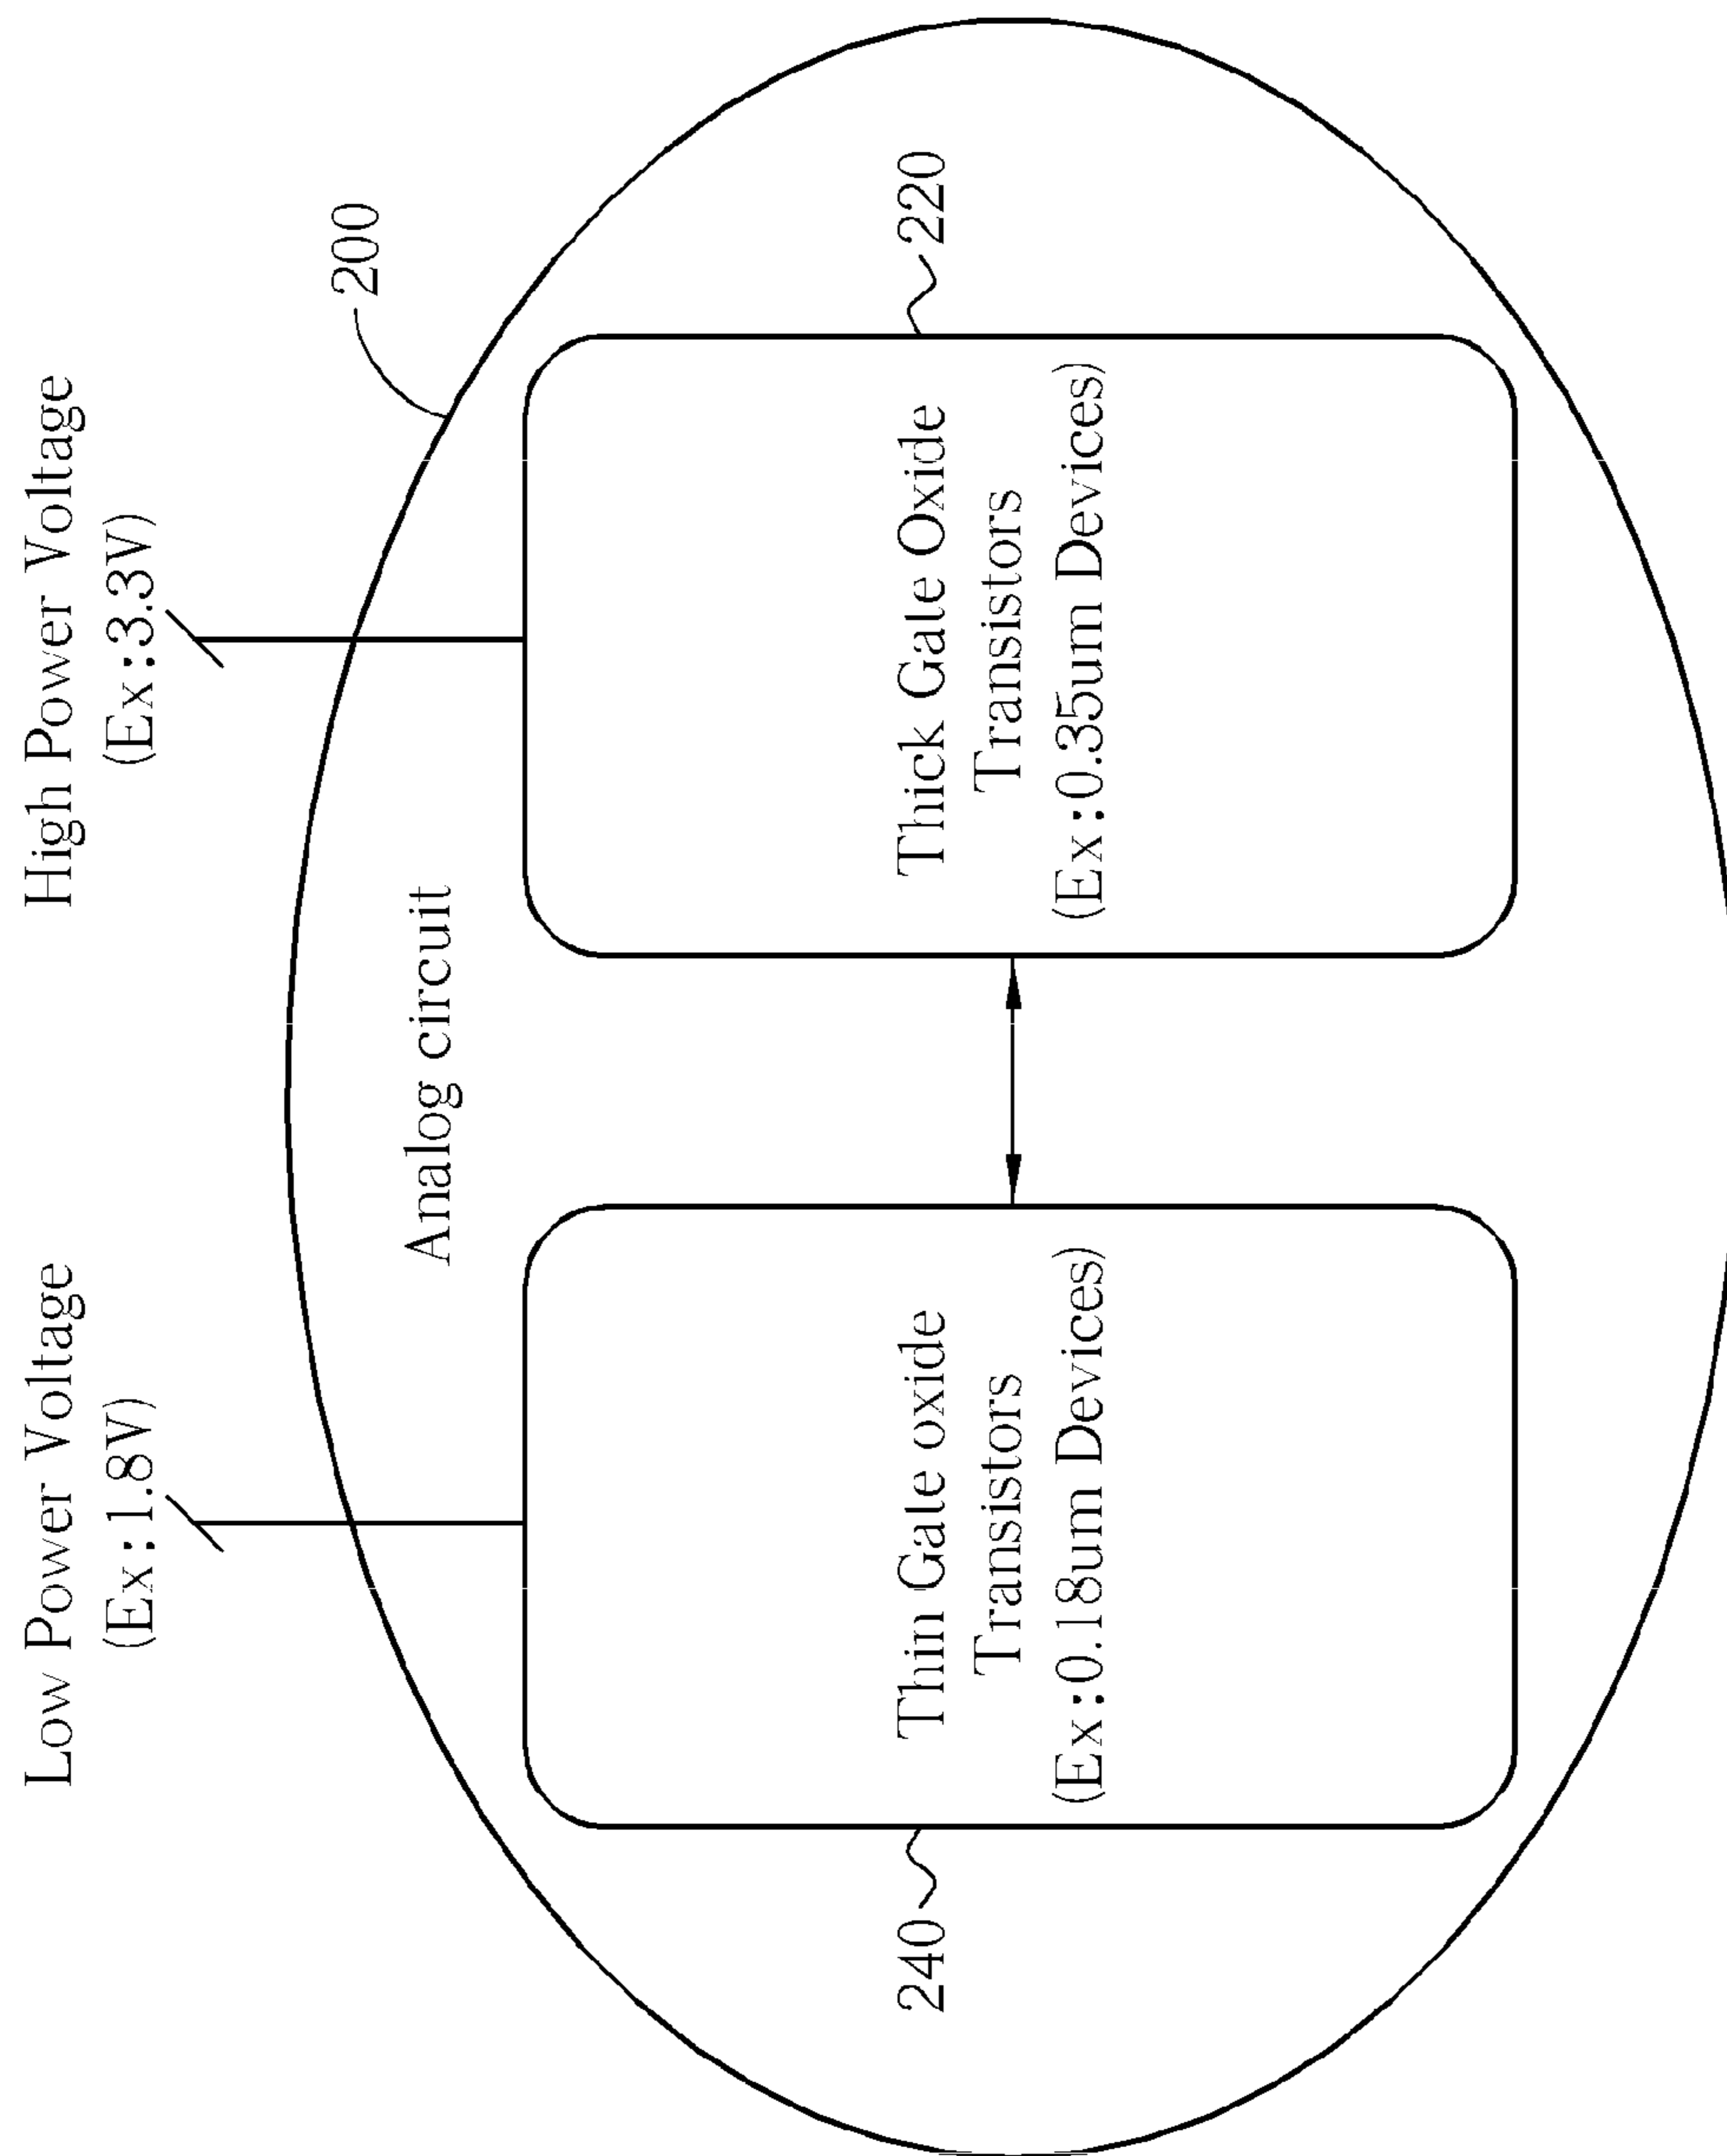 Low Power Voltage
(Ex:1.8V)
High Power Voltage
(Ex:3.3V)
200
Analog circuit
240
Thin Gate oxide
Transistors
(Ex:0.18um Devices)
Thick Gate Oxide
Transistors
(Ex:0.35um Devices)
220